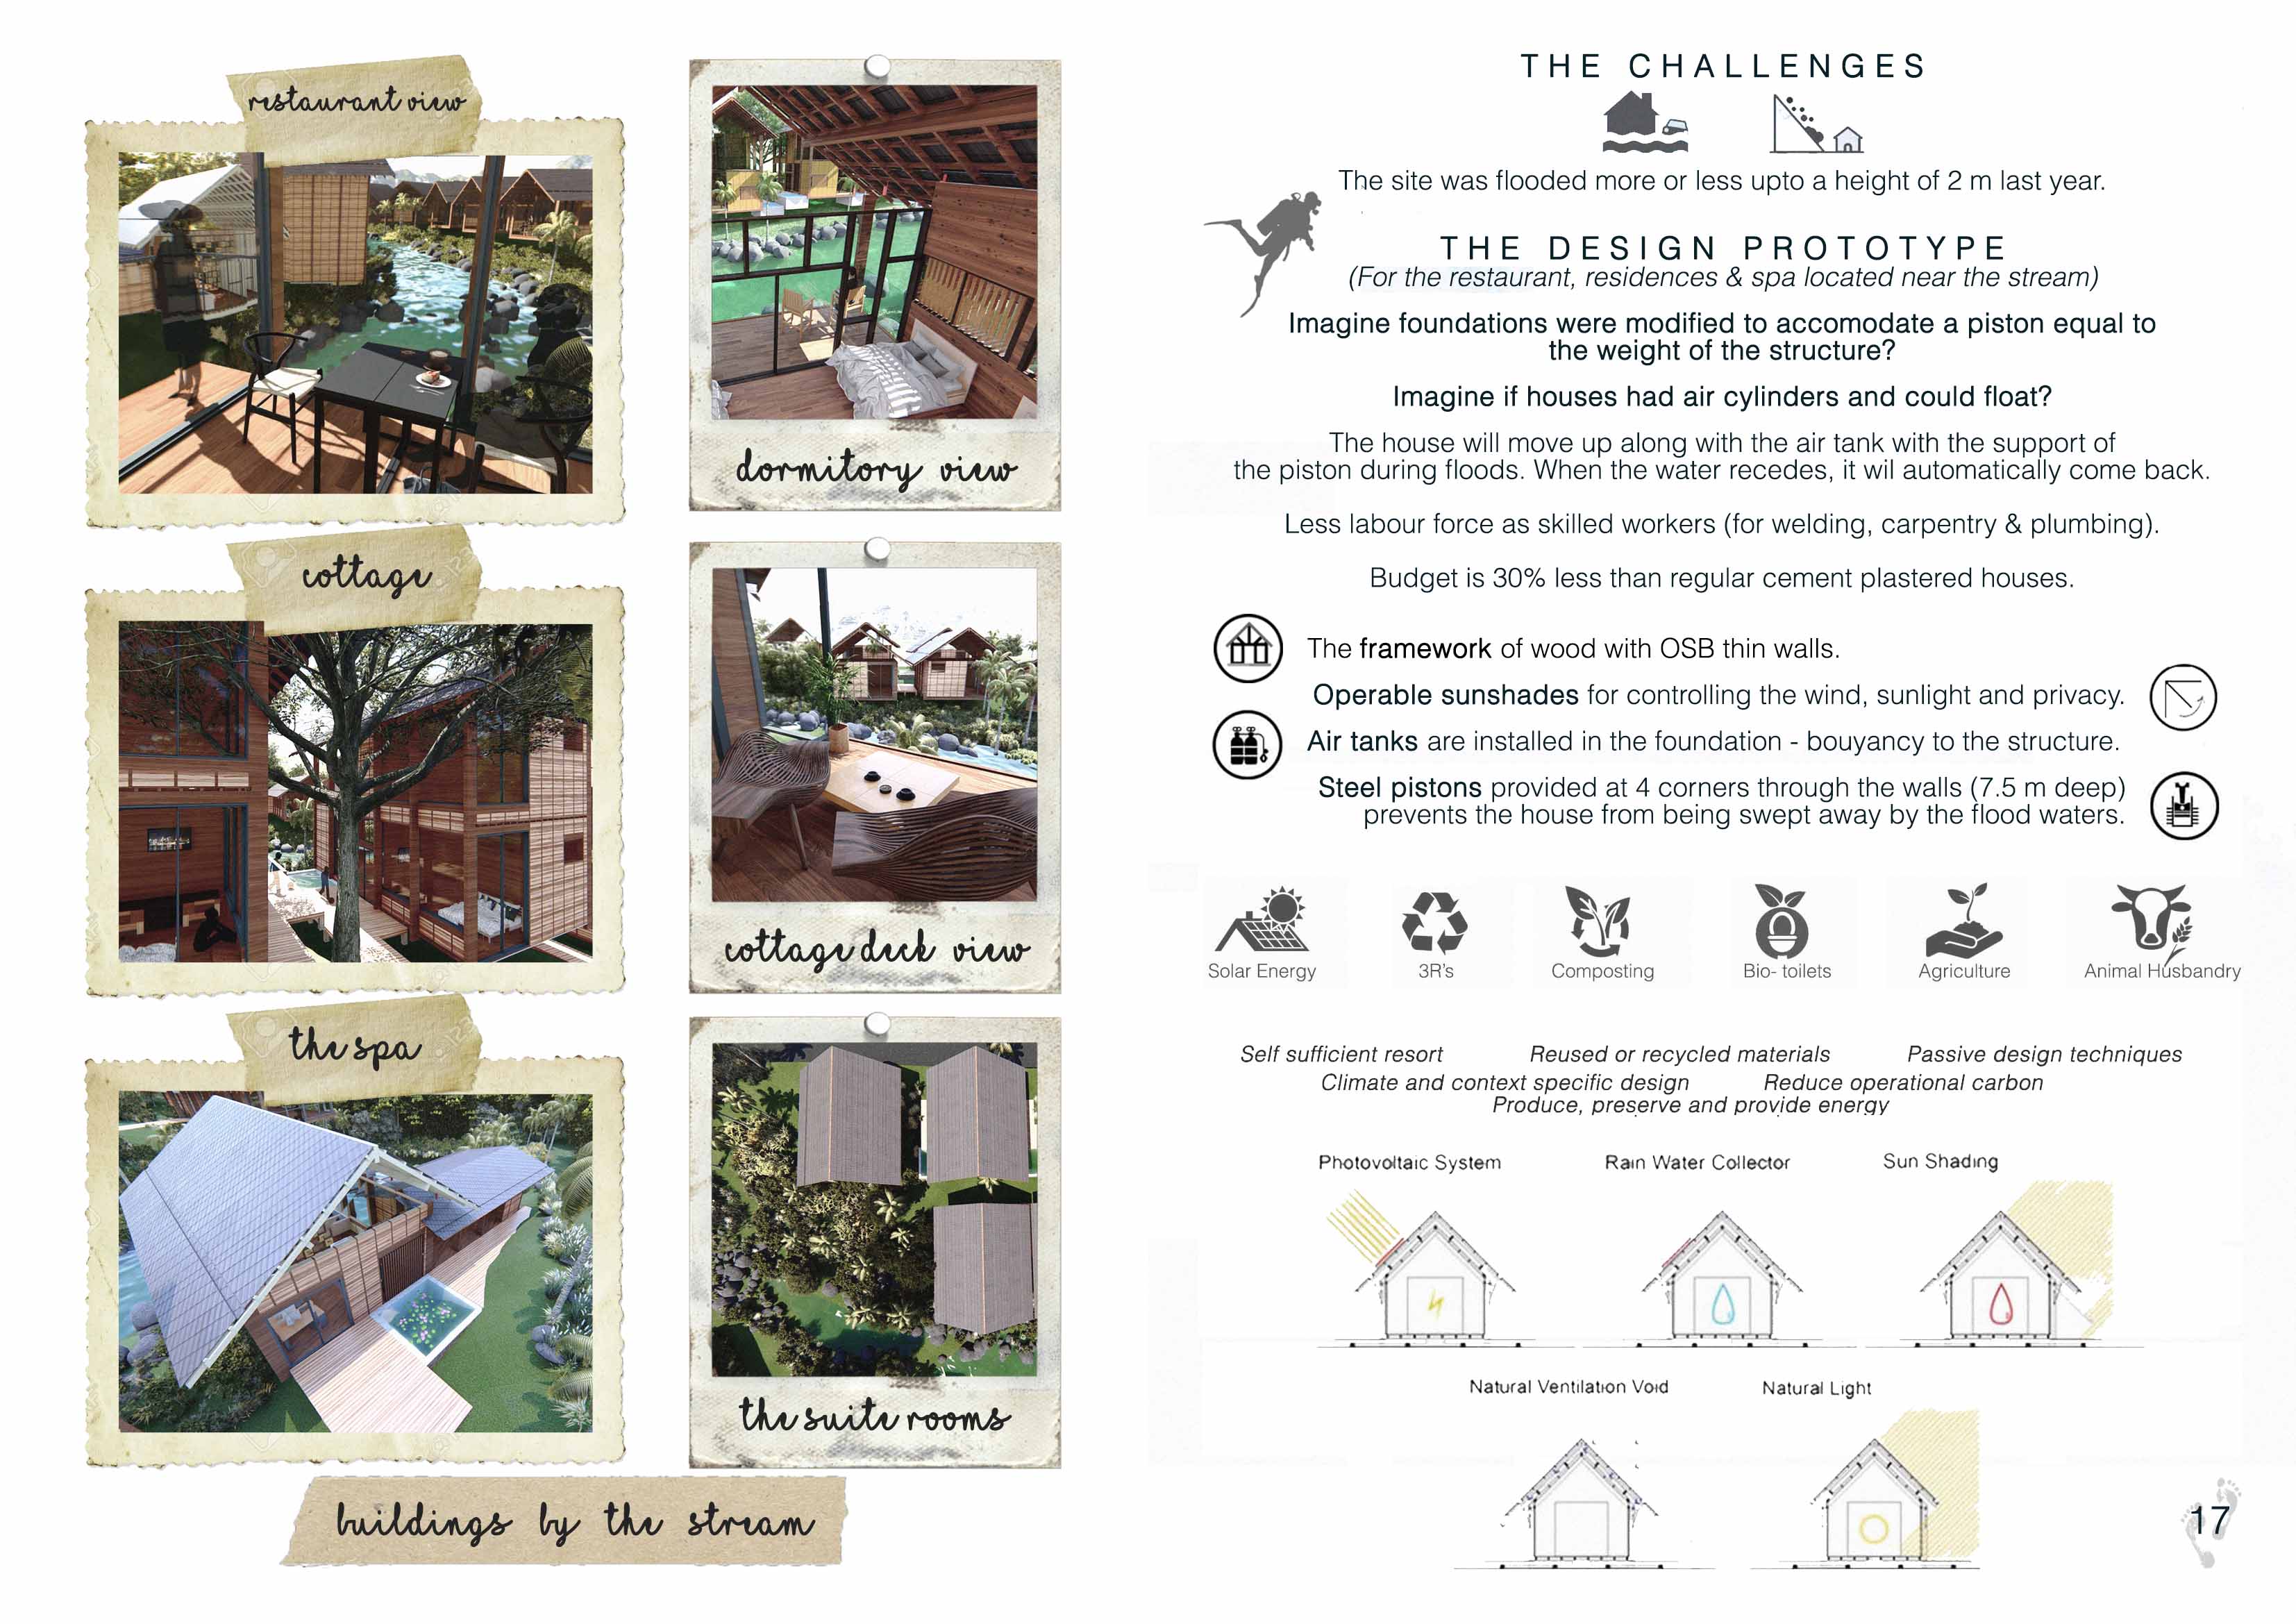 restaurant view
dormitory view
cottage
cottage deck view
the spa
the suite rooms
buildings by the stream
THE CHALLENGES
The site was flooded more or less upto a height of 2 m last year.
THE DESIGN PROTOTYPE
(For the restaurant, residences & spa located near the stream)
Imagine foundations were modified to accomodate a piston equal to
the weight of the structure?
Imagine if houses had air cylinders and could float?
The house will move up along with the air tank with the support of
the piston during floods. When the water recedes, it wil automatically come back.
Less labour force as skilled workers (for welding, carpentry & plumbing).
Budget is 30% less than regular cement plastered houses.
The framework of wood with OSB thin walls.
Operable sunshades for controlling the wind, sunlight and privacy.
Air tanks are installed in the foundation - bouyancy to the structure.
Steel pistons provided at 4 corners through the walls (7.5 m deep)
prevents the house from being swept away by the flood waters.
Solar Energy 3R's Composting Bio- toilets Agriculture Animal Husbandry
Self sufficient resort Reused or recycled materials Passive design techniques
Climate and context specific design Reduce operational carbon
Produce, preserve and provide energy
Photovoltaic System Rain Water Collector Sun Shading
Natural Ventilation Void Natural Light
17